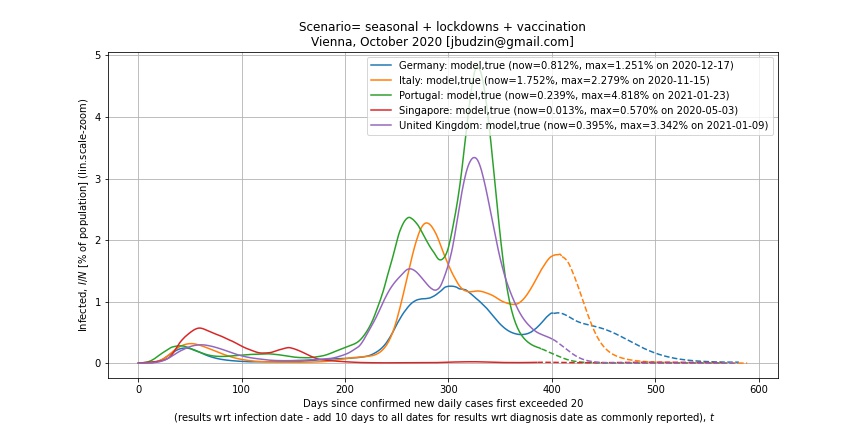 Scenario= seasonal + lockdowns + vaccination
Vienna, October 2020 [jbudzin@gmail.com]
Germany: model,true (now=0.812%, max=1.251% on 2020-12-17)
Italy: model,true (now=1.752%, max=2.279% on 2020-11-15)
Portugal: model,true (now=0.239%, max=4.818% on 2021-01-23)
Singapore: model,true (now=0.013%, max=0.570% on 2020-05-03)
United Kingdom: model,true (now=0.395%, max=3.342% on 2021-01-09)
Infected, I/N [% of population] (lin.scale-zoom)
5
4
3
2
1
0
0 100 200 300 400 500 600
Days since confirmed new daily cases first exceeded 20
(results wrt infection date - add 10 days to all dates for results wrt diagnosis date as commonly reported), t